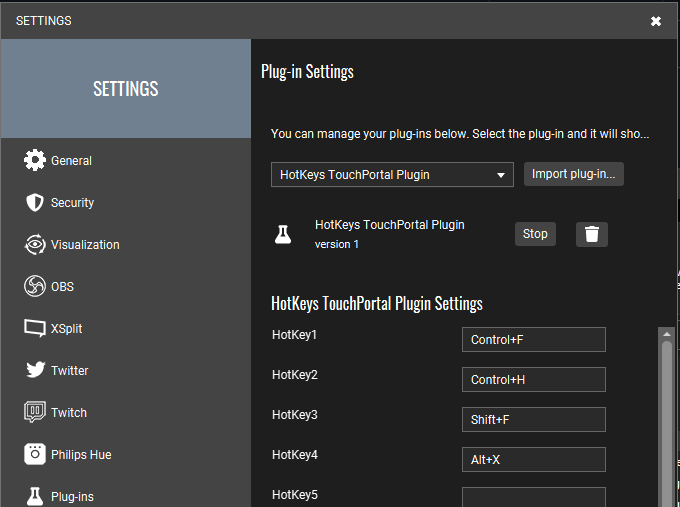 SETTINGS
SETTINGS
General
Security
Visualization
OBS
XSplit
Twitter
Twitch
Philips Hue
Plug-ins
Plug-in Settings
You can manage your plug-ins below. Select the plug-in and it will sho...
HotKeys TouchPortal Plugin
Import plug-in...
HotKeys TouchPortal Plugin
version 1
Stop
HotKeys TouchPortal Plugin Settings
HotKey1 Control+F
HotKey2 Control+H
HotKey3 Shift+F
HotKey4 Alt+X
HotKey5